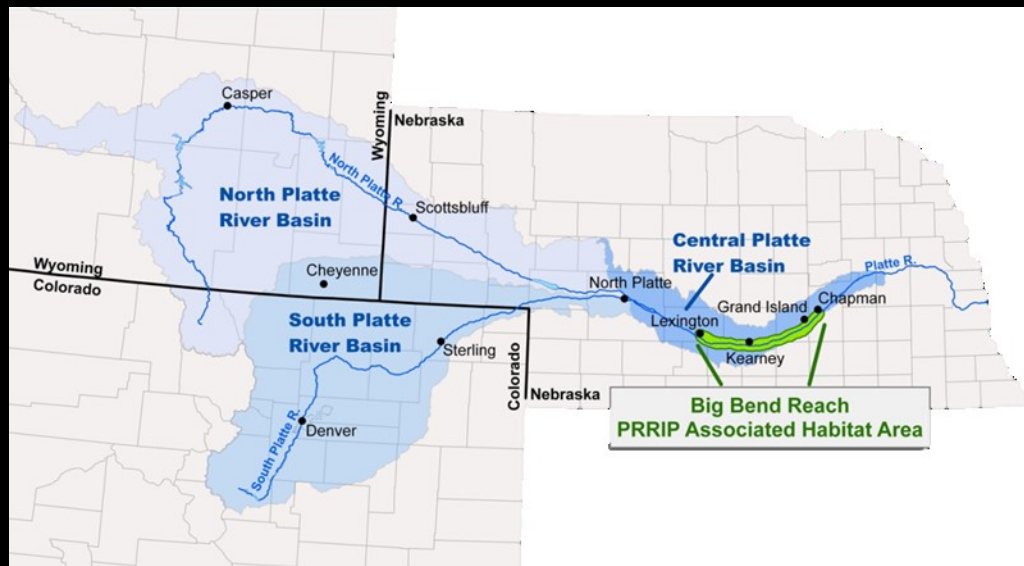 Casper
Wyoming
Nebraska
North Platte R.
North Platte
River Basin
Scottsbluff
Central Platte
River Basin
Platte R.
Wyoming
Colorado
Cheyenne
North Platte
Grand Island
Chapman
Lexington
South Platte
River Basin
Sterling
Kearney
Colorado
Nebraska
Denver
South Platte R.
Big Bend Reach
PRRIP Associated Habitat Area